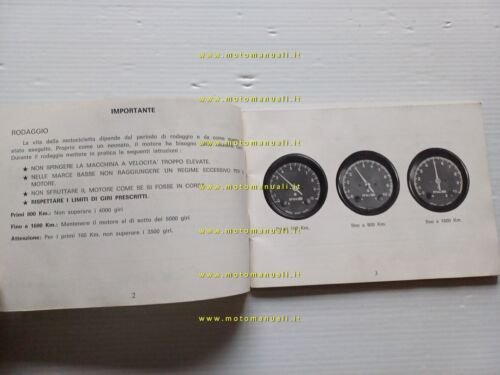 www.motomanuali.it
www.motomanuali.it
IMPORTANTE
RODAGGIO
La vita della motocicletta dipende dal periodo di rodaggio e da come
stato eseguito. Proprio come un neonato, il motore ha bisogno
Durante il rodaggio mettete in pratica le seguenti istruzioni:
★ NON SPINGERE LA MACCHINA A VELOCITA' TROPPO ELEVATE.
★ NELLE MARCE BASSE NON RAGGIUNGERE UN REGIME ECCESSIVO
MOTORE.
★ NON SFRUTTARE IL MOTORE COME SE SI FOSSE IN
★ RISPETTARE I LIMITI DI GIRI PRESCRITTI.
Primi 800 Km.: Non superare i 4000 giri
Fino a 1600 Km.: Mantenere il motore al di sotto dei 5000 giri.
Attenzione: Per i primi 160 Km. non superare i 3500 giri.
2
www.motomanuali.it
160 Km.
fino a 800 Km.
fino a 1600 Km.
3
www.motomanuali.it
www.motomanuali.it